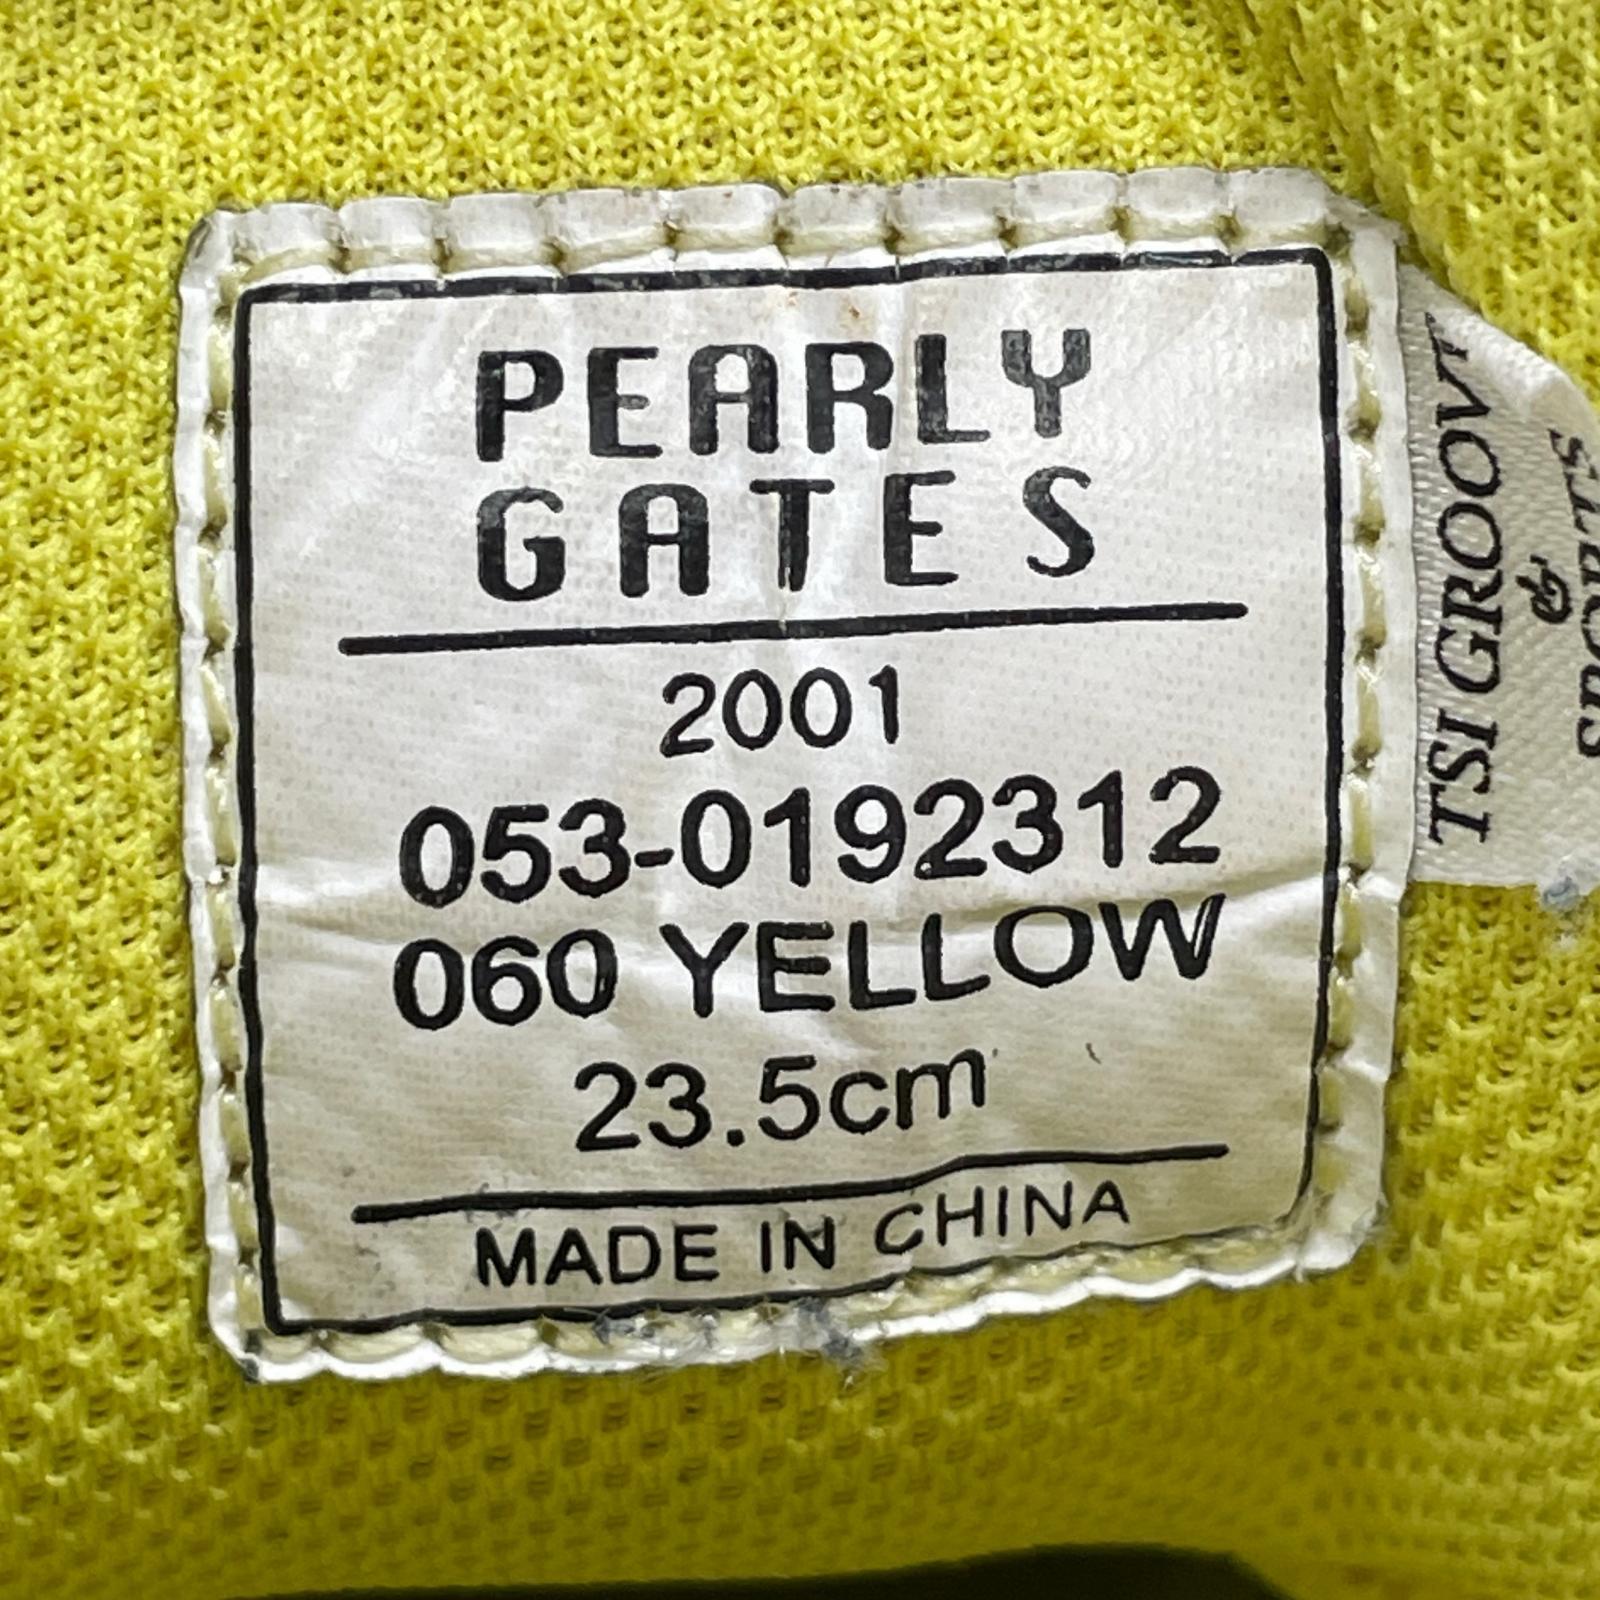 PEARLY
GATES
2001
053-0192312
060 YELLOW
23.5cm
MADE IN CHINA
TSI GROOVE
&
SPORTS